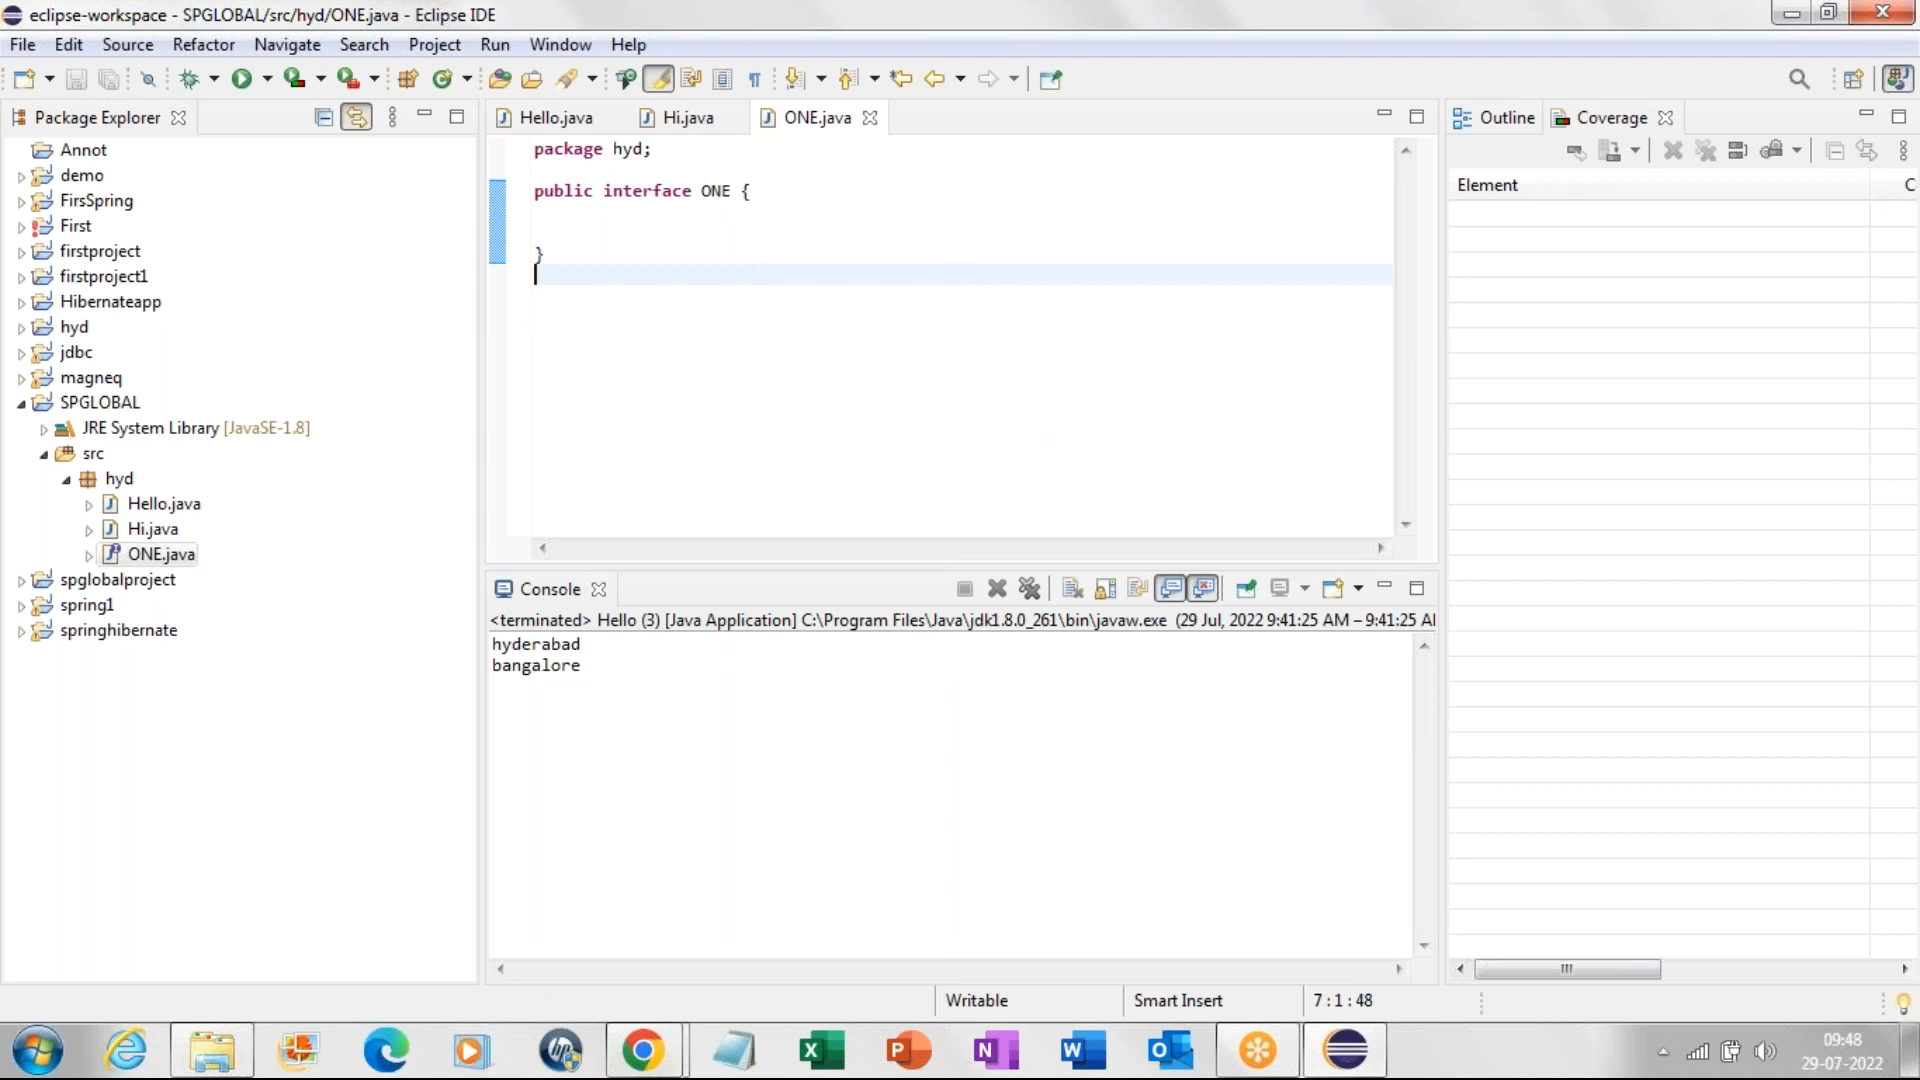 eclipse-workspace - SPGLOBAL/src/hyd/ONE.java - Eclipse IDE
File Edit Source Refactor Navigate Search Project Run Window Help
Package Explorer
Annot
demo
FirsSpring
First
firstproject
firstproject1
Hibernateapp
hyd
jdbc
magneq
SPGLOBAL
JRE System Library [JavaSE-1.8]
src
hyd
Hello.java
Hi.java
ONE.java
spglobalproject
spring1
springhibernate
Hello.java Hi.java ONE.java
package hyd;
public interface ONE {
}
Console
<terminated> Hello (3) [Java Application] C:\Program Files\Java\jdk1.8.0_261\bin\javaw.exe (29 Jul, 2022 9:41:25 AM – 9:41:25 AI
hyderabad
bangalore
Outline Coverage
Element C
Writable Smart Insert 7 : 1 : 48
09:48
29-07-2022